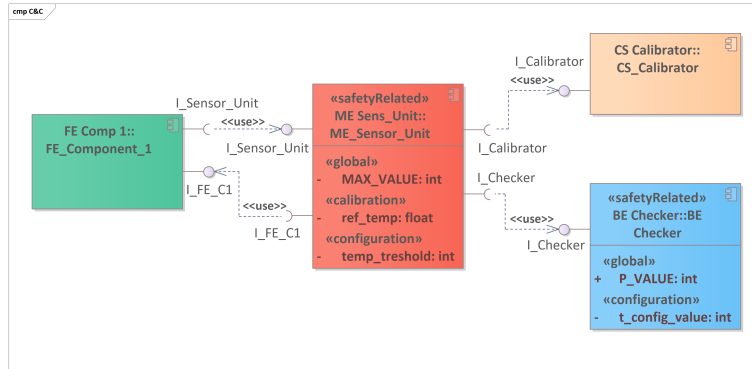 cmp C&C
FE Comp 1::
FE_Component_1
I_Sensor_Unit
<<use>>
I_Sensor_Unit
I_FE_C1
<<use>>
I_FE_C1
«safetyRelated»
ME Sens_Unit::
ME_Sensor_Unit
«global»
- MAX_VALUE: int
«calibration»
- ref_temp: float
«configuration»
- temp_treshold: int
I_Calibrator
<<use>>
I_Calibrator
I_Checker
<<use>>
I_Checker
CS Calibrator::
CS_Calibrator
«safetyRelated»
BE Checker::BE
Checker
«global»
+ P_VALUE: int
«configuration»
- t_config_value: int